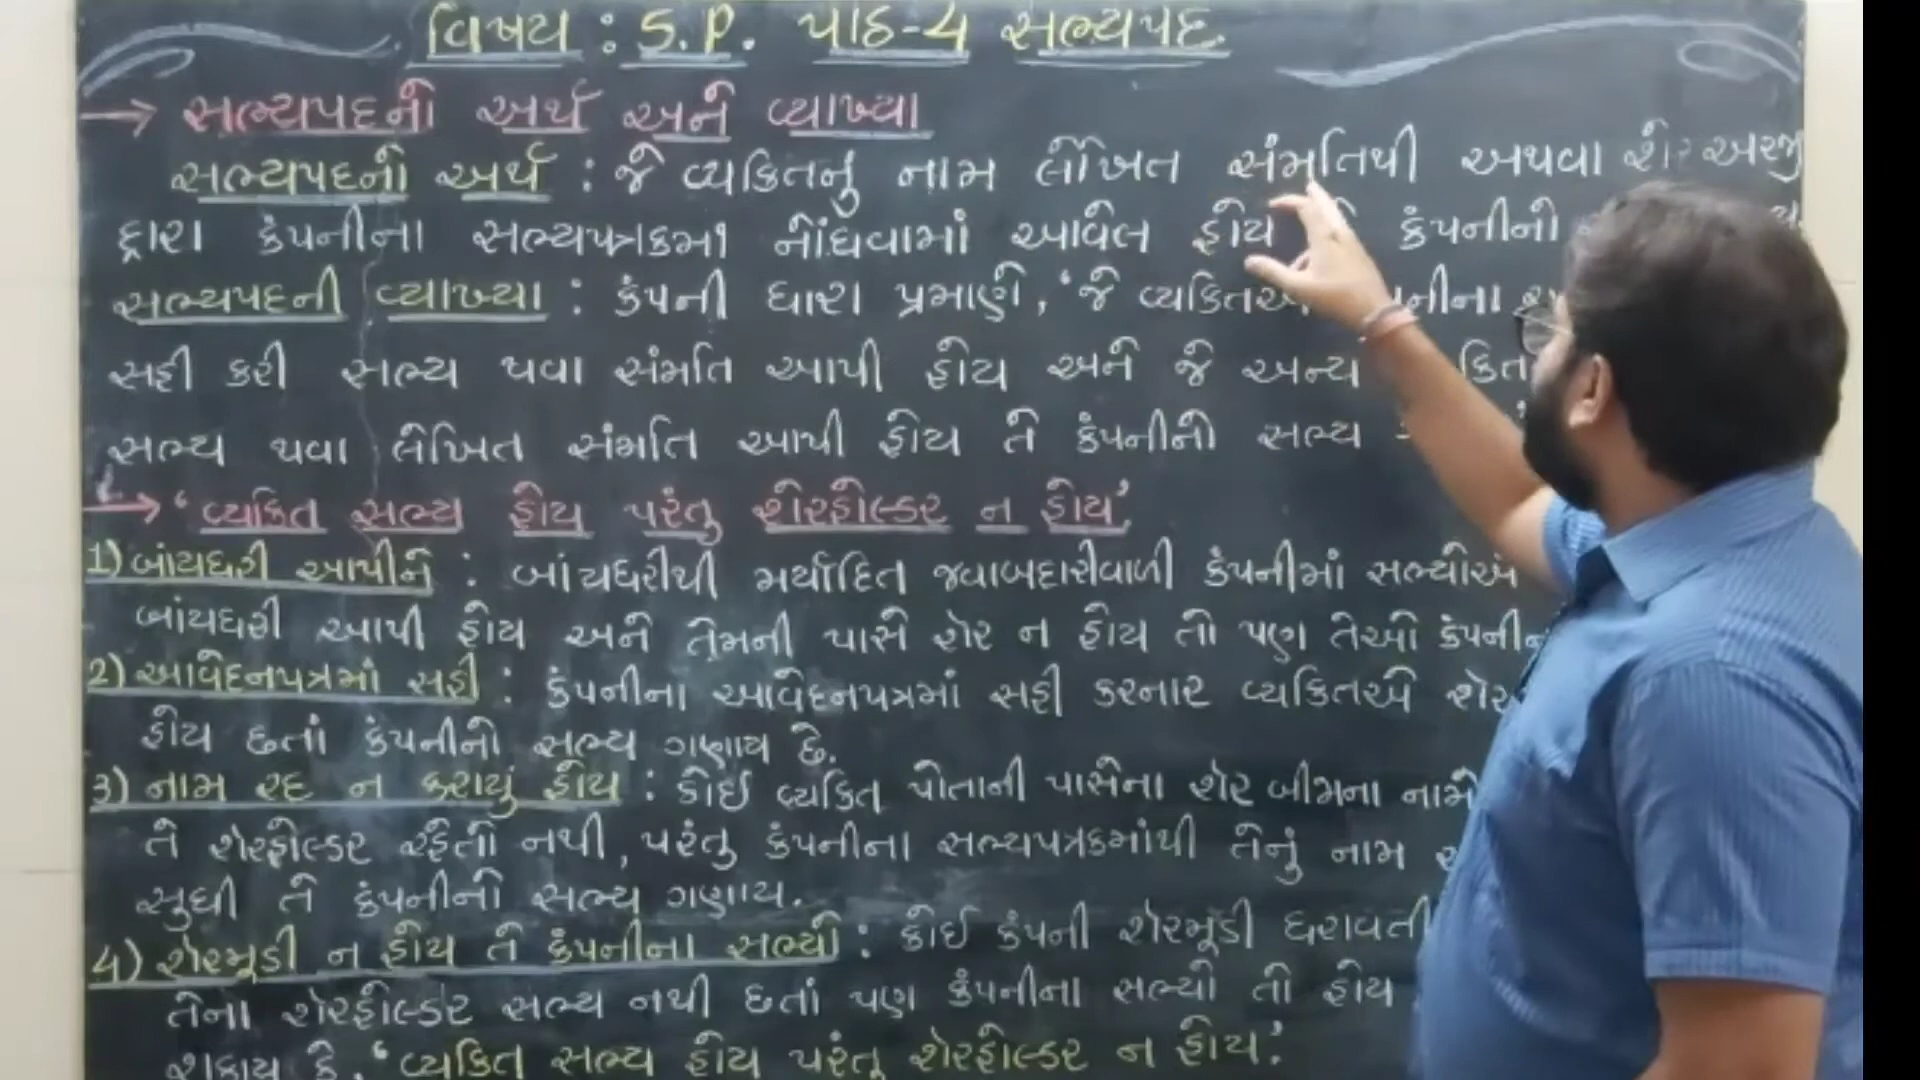 વિષય : S.P. પાઠ-4 સભ્યપદ.
→ સભ્યપદનો અર્થ અને વ્યાખ્યા
સભ્યપદનો અર્થ : જે વ્યકિતનું નામ લેખિત સંમતિથી અથવા શેર અરજી
દ્વારા કંપનીના સભ્યપત્રકમાં નોંધવામાં આવેલ હોય તે કંપનીનો
સભ્યપદની વ્યાખ્યા : કંપની ધારા પ્રમાણે, 'જે વ્યકિતએ
સહી કરી સભ્ય થવા સંમતિ આપી હોય અને જે અન્ય
સભ્ય થવા લેખિત સંમતિ આપી હોય તે કંપનીનો સભ્ય
→ 'વ્યકિત સભ્ય હોય પરંતુ શેરહોલ્ડર ન હોય'
1) બાંયધરી આપીને : બાંયધરીથી મર્યાદિત જવાબદારીવાળી કંપનીમાં સભ્યોએ
બાંયધરી આપી હોય અને તેમની પાસે શેર ન હોય તો પણ તેઓ
2) આવેદનપત્રમાં સહી : કંપનીના આવેદનપત્રમાં સહી કરનાર વ્યકિતએ શેર
હોય છતાં કંપનીનો સભ્ય ગણાય છે.
3) નામ રદ ન કરાયું હોય : કોઈ વ્યકિત પોતાની પાસેના શેર બીજાના નામે
તે શેરહોલ્ડર રહેતો નથી, પરંતુ કંપનીના સભ્યપત્રકમાંથી તેનું નામ
સુધી તે કંપનીનો સભ્ય ગણાય.
4) શેરમૂડી ન હોય તે કંપનીના સભ્યો : કોઈ કંપની શેરમૂડી ધરાવતી
તેના શેરહોલ્ડર સભ્ય નથી છતાં પણ કંપનીના સભ્યો તો હોય
શકાય કે, 'વ્યકિત સભ્ય હોય પરંતુ શેરહોલ્ડર ન હોય.'